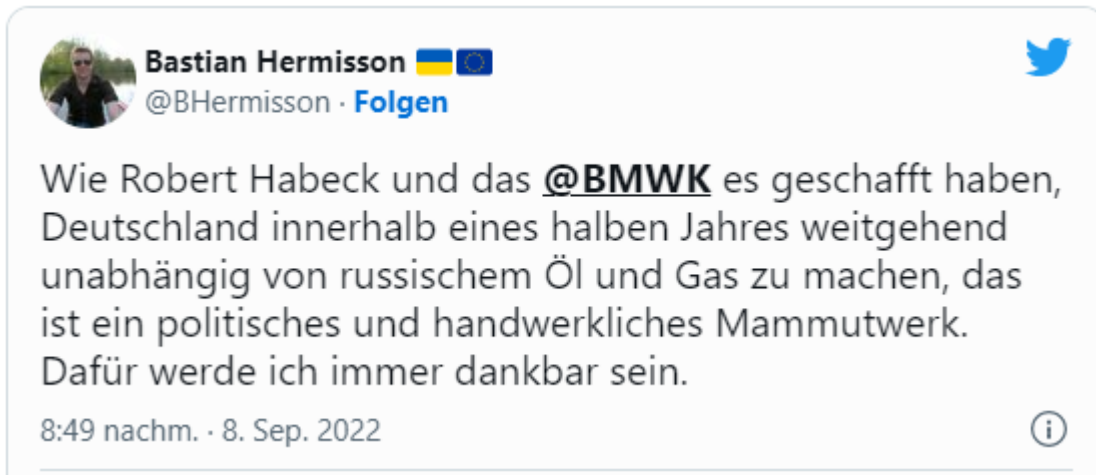 Bastian Hermisson 🇺🇦🇪🇺
@BHermisson · Folgen
Wie Robert Habeck und das @BMWK es geschafft haben,
Deutschland innerhalb eines halben Jahres weitgehend
unabhängig von russischem Öl und Gas zu machen, das
ist ein politisches und handwerkliches Mammutwerk.
Dafür werde ich immer dankbar sein.
8:49 nachm. · 8. Sep. 2022